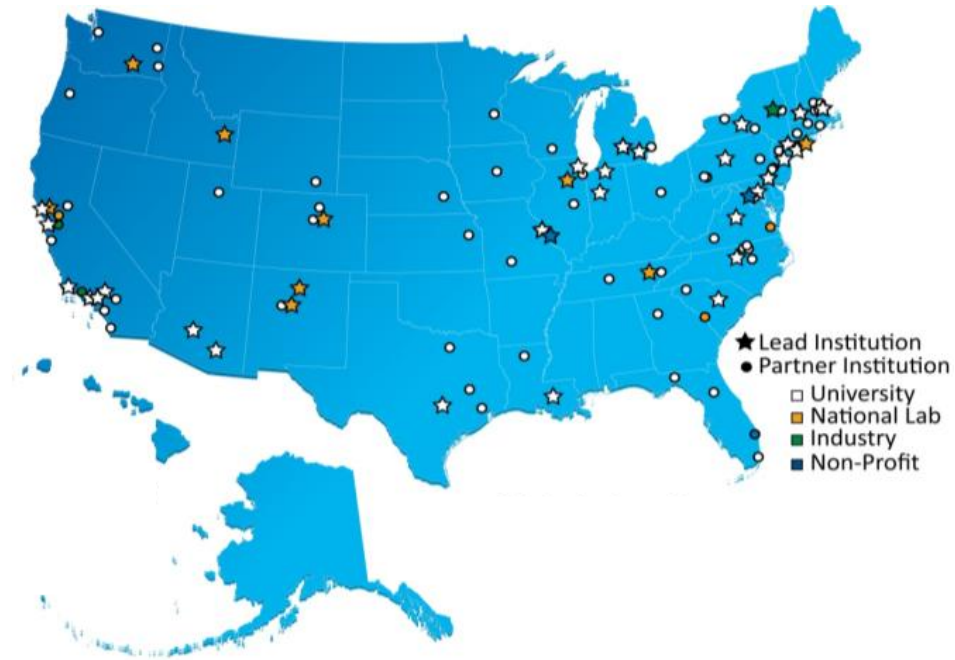 Lead Institution
Partner Institution
University
National Lab
Industry
Non-Profit